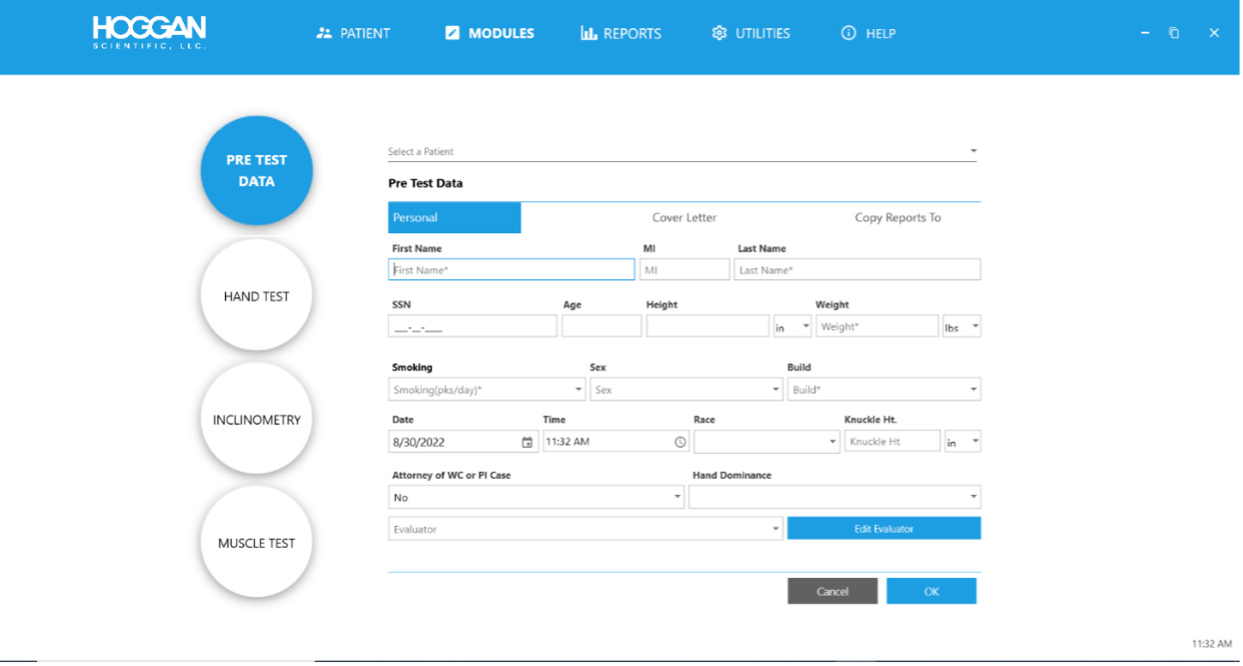 HOGGAN
SCIENTIFIC, LLC.
PATIENT MODULES REPORTS UTILITIES HELP
PRE TEST
DATA
HAND TEST
INCLINOMETRY
MUSCLE TEST
Select a Patient
Pre Test Data
Personal Cover Letter Copy Reports To
First Name MI Last Name
First Name* MI Last Name*
SSN Age Height Weight
___-__-____ in Weight* lbs
Smoking Sex Build
Smoking(pks/day)* Sex Build*
Date Time Race Knuckle Ht.
8/30/2022 11:32 AM Knuckle Ht in
Attorney of WC or PI Case Hand Dominance
No
Evaluator Edit Evaluator
Cancel OK
11:32 AM